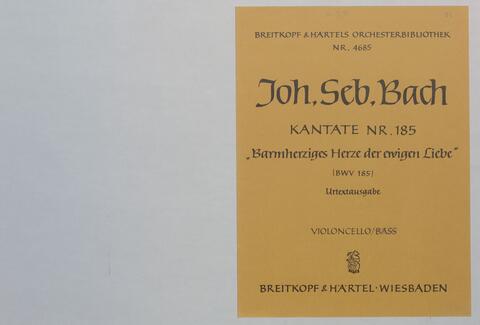 BREITKOPF & HÄRTELS ORCHESTERBIBLIOTHEK
NR. 4685
Joh. Seb. Bach
KANTATE NR. 185
„Barmherziges Herze der ewigen Liebe“
(BWV 185)
Urtextausgabe
VIOLONCELLO/BASS
BREITKOPF & HÄRTEL · WIESBADEN